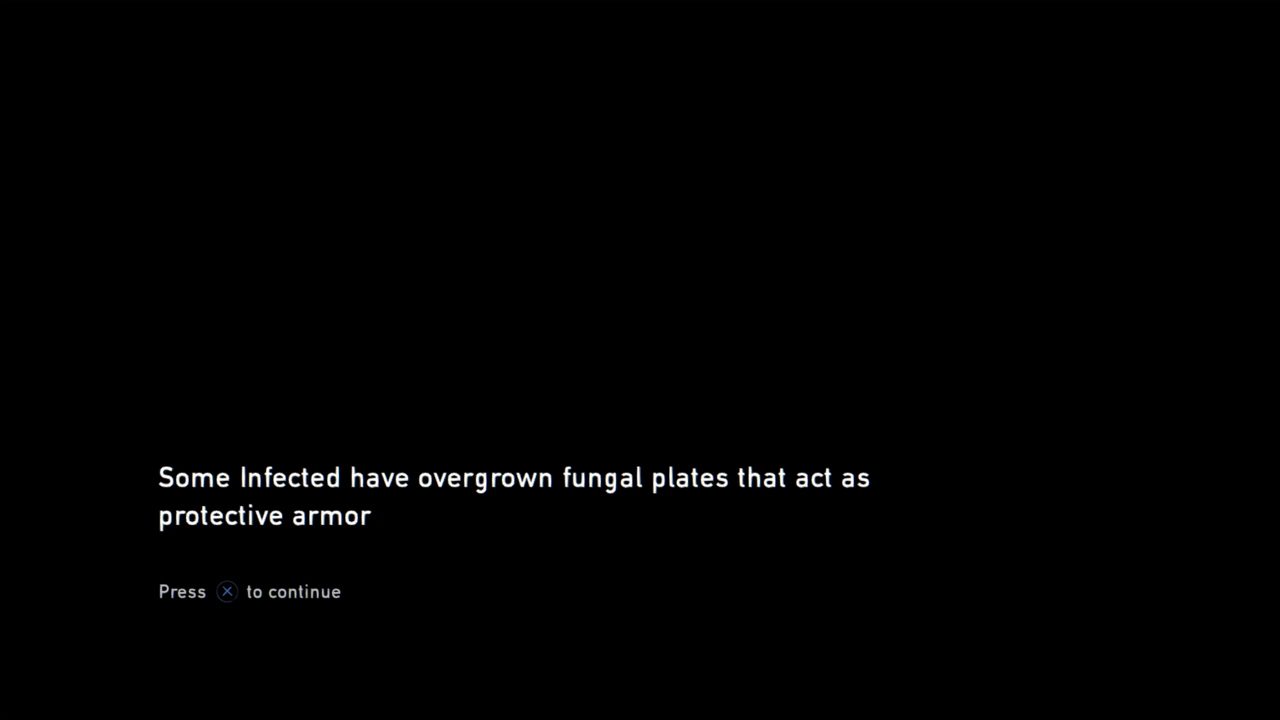 Some Infected have overgrown fungal plates that act as
protective armor
Press ⓧ to continue